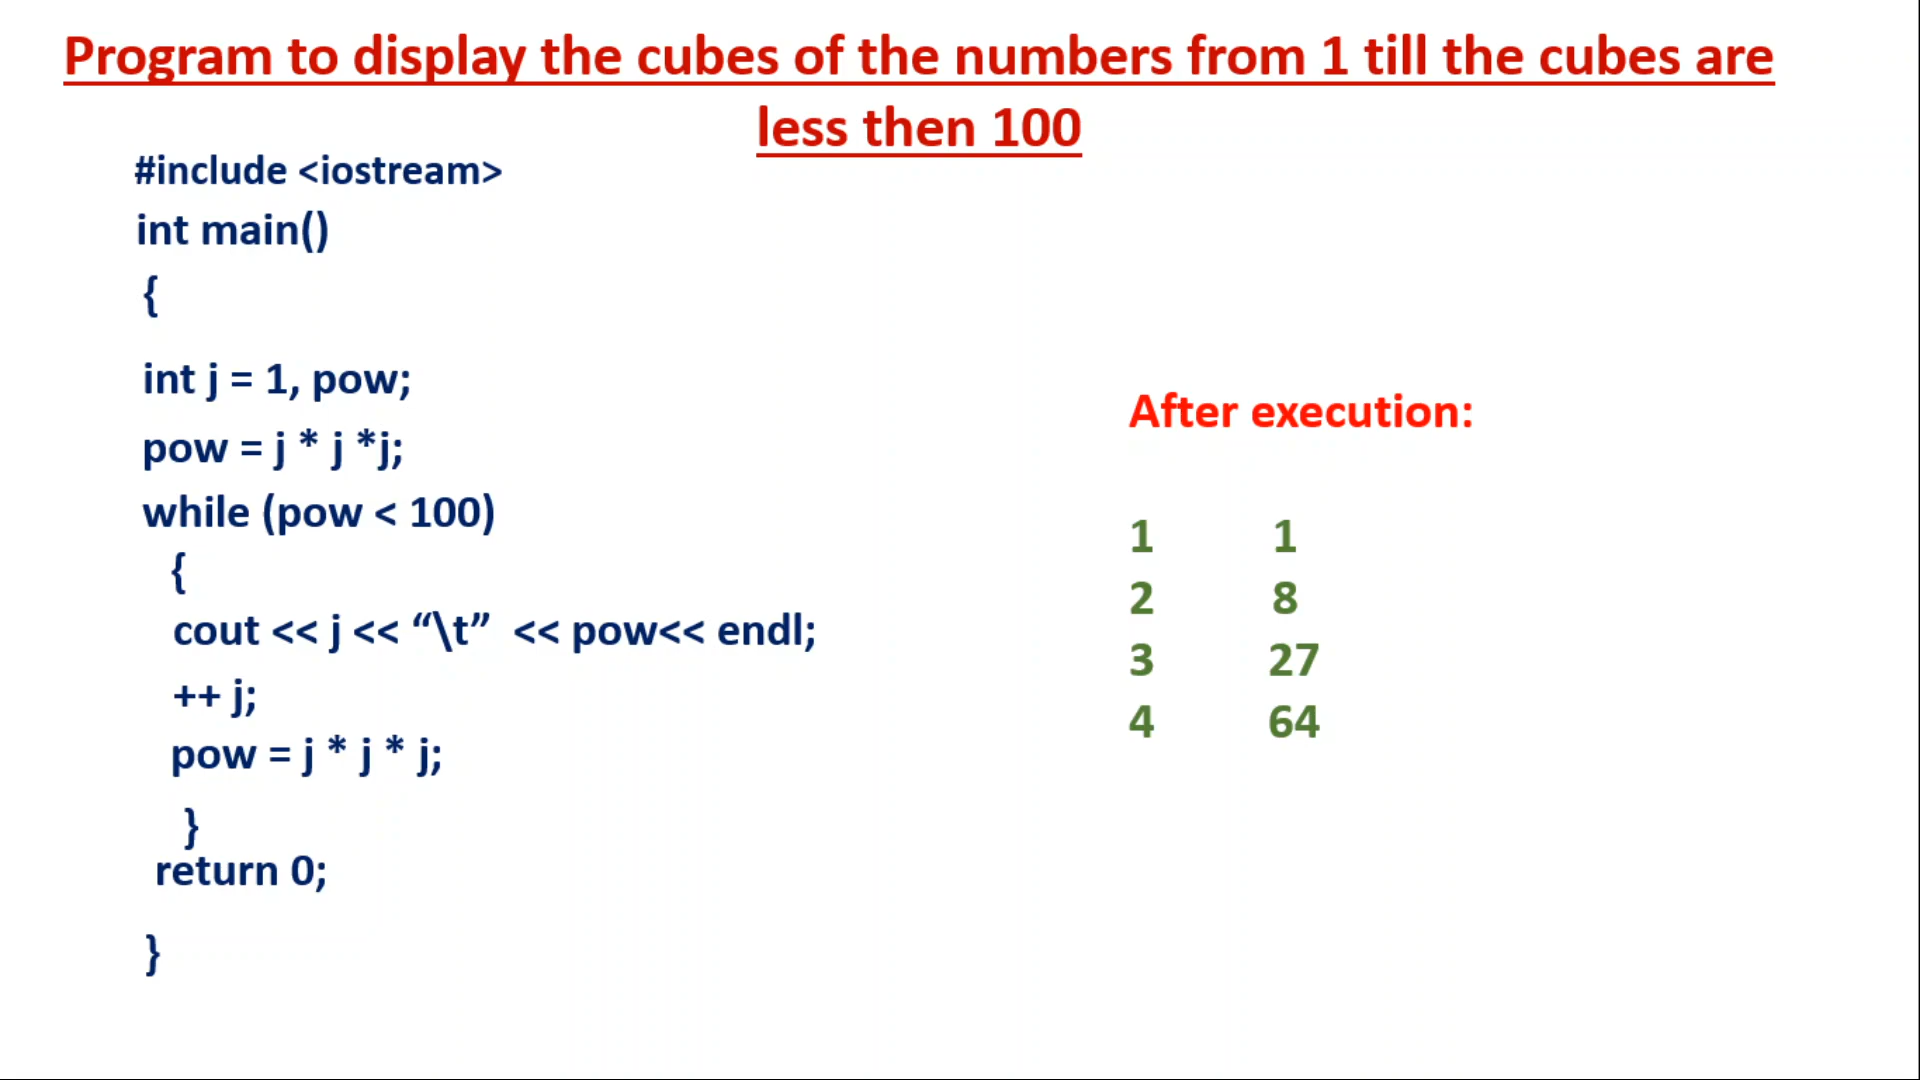 Program to display the cubes of the numbers from 1 till the cubes are
less then 100
#include <iostream>
int main()
{
int j = 1, pow;
pow = j * j *j;
while (pow < 100)
{
cout << j << “\t” << pow<< endl;
++ j;
pow = j * j * j;
}
return 0;
}
After execution:
1 1
2 8
3 27
4 64